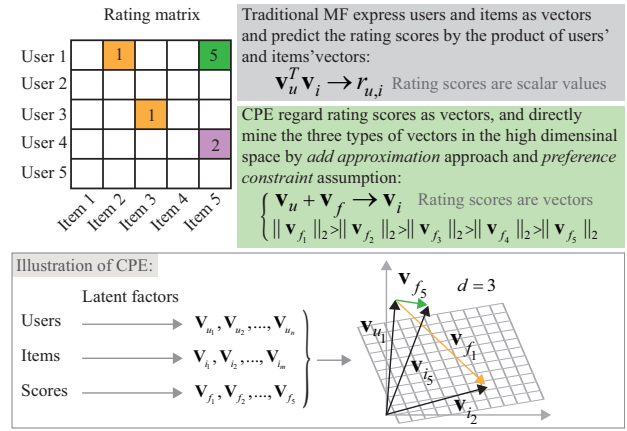 Rating matrix
User 1
User 2
User 3
User 4
User 5
1
5
1
2
Item 1
Item 2
Item 3
Item 4
Item 5
Traditional MF express users and items as vectors
and predict the rating scores by the product of users'
and items'vectors:
v_u^T v_i → r_{u,i} Rating scores are scalar values
CPE regard rating scores as vectors, and directly
mine the three types of vectors in the high dimensinal
space by add approximation approach and preference
constraint assumption:
v_u + v_f → v_i Rating scores are vectors
|| v_{f_1} ||_2>|| v_{f_2} ||_2>|| v_{f_3} ||_2>|| v_{f_4} ||_2>|| v_{f_5} ||_2
Illustration of CPE:
Latent factors
Users v_{u_1}, v_{u_2},..., v_{u_n}
Items v_{i_1}, v_{i_2},..., v_{i_m}
Scores v_{f_1}, v_{f_2},..., v_{f_5}
v_{f_5}
d = 3
v_{u_1}
v_{f_1}
v_{i_5}
v_{i_2}